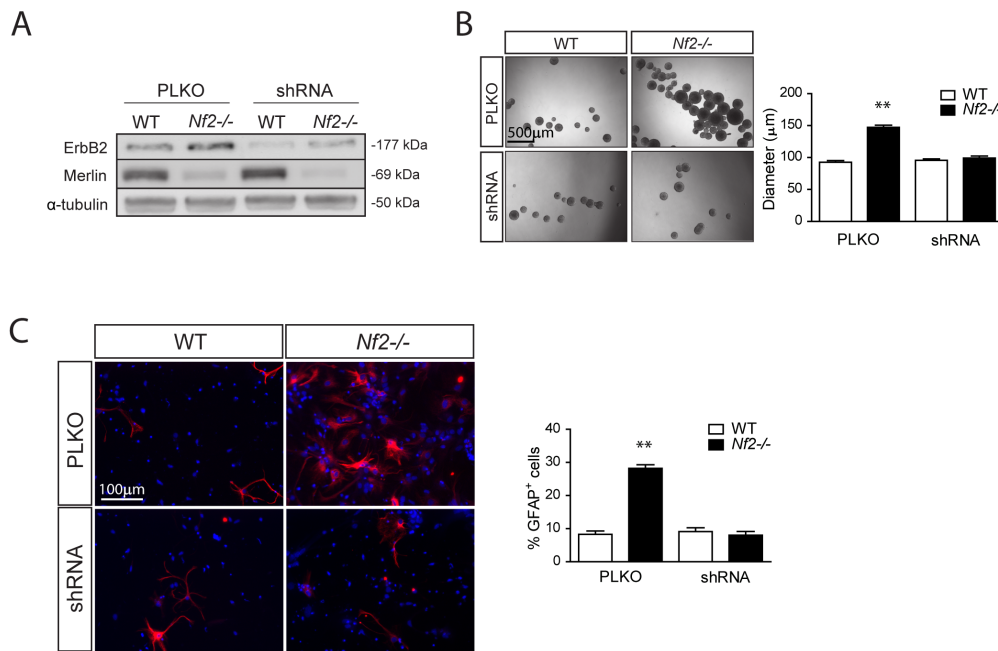 A
PLKO shRNA
WT Nf2-/- WT Nf2-/-
ErbB2 -177 kDa
Merlin -69 kDa
α-tubulin -50 kDa
B
WT Nf2-/-
PLKO
500μm
shRNA
WT
Nf2-/-
Diameter (μm)
200
150
100
50
0
**
PLKO shRNA
C
WT Nf2-/-
PLKO
100μm
shRNA
WT
Nf2-/-
% GFAP+ cells
40
30
20
10
0
**
PLKO shRNA